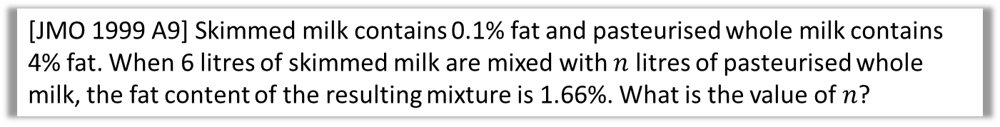 [JMO 1999 A9] Skimmed milk contains 0.1% fat and pasteurised whole milk contains
4% fat. When 6 litres of skimmed milk are mixed with n litres of pasteurised whole
milk, the fat content of the resulting mixture is 1.66%. What is the value of n?